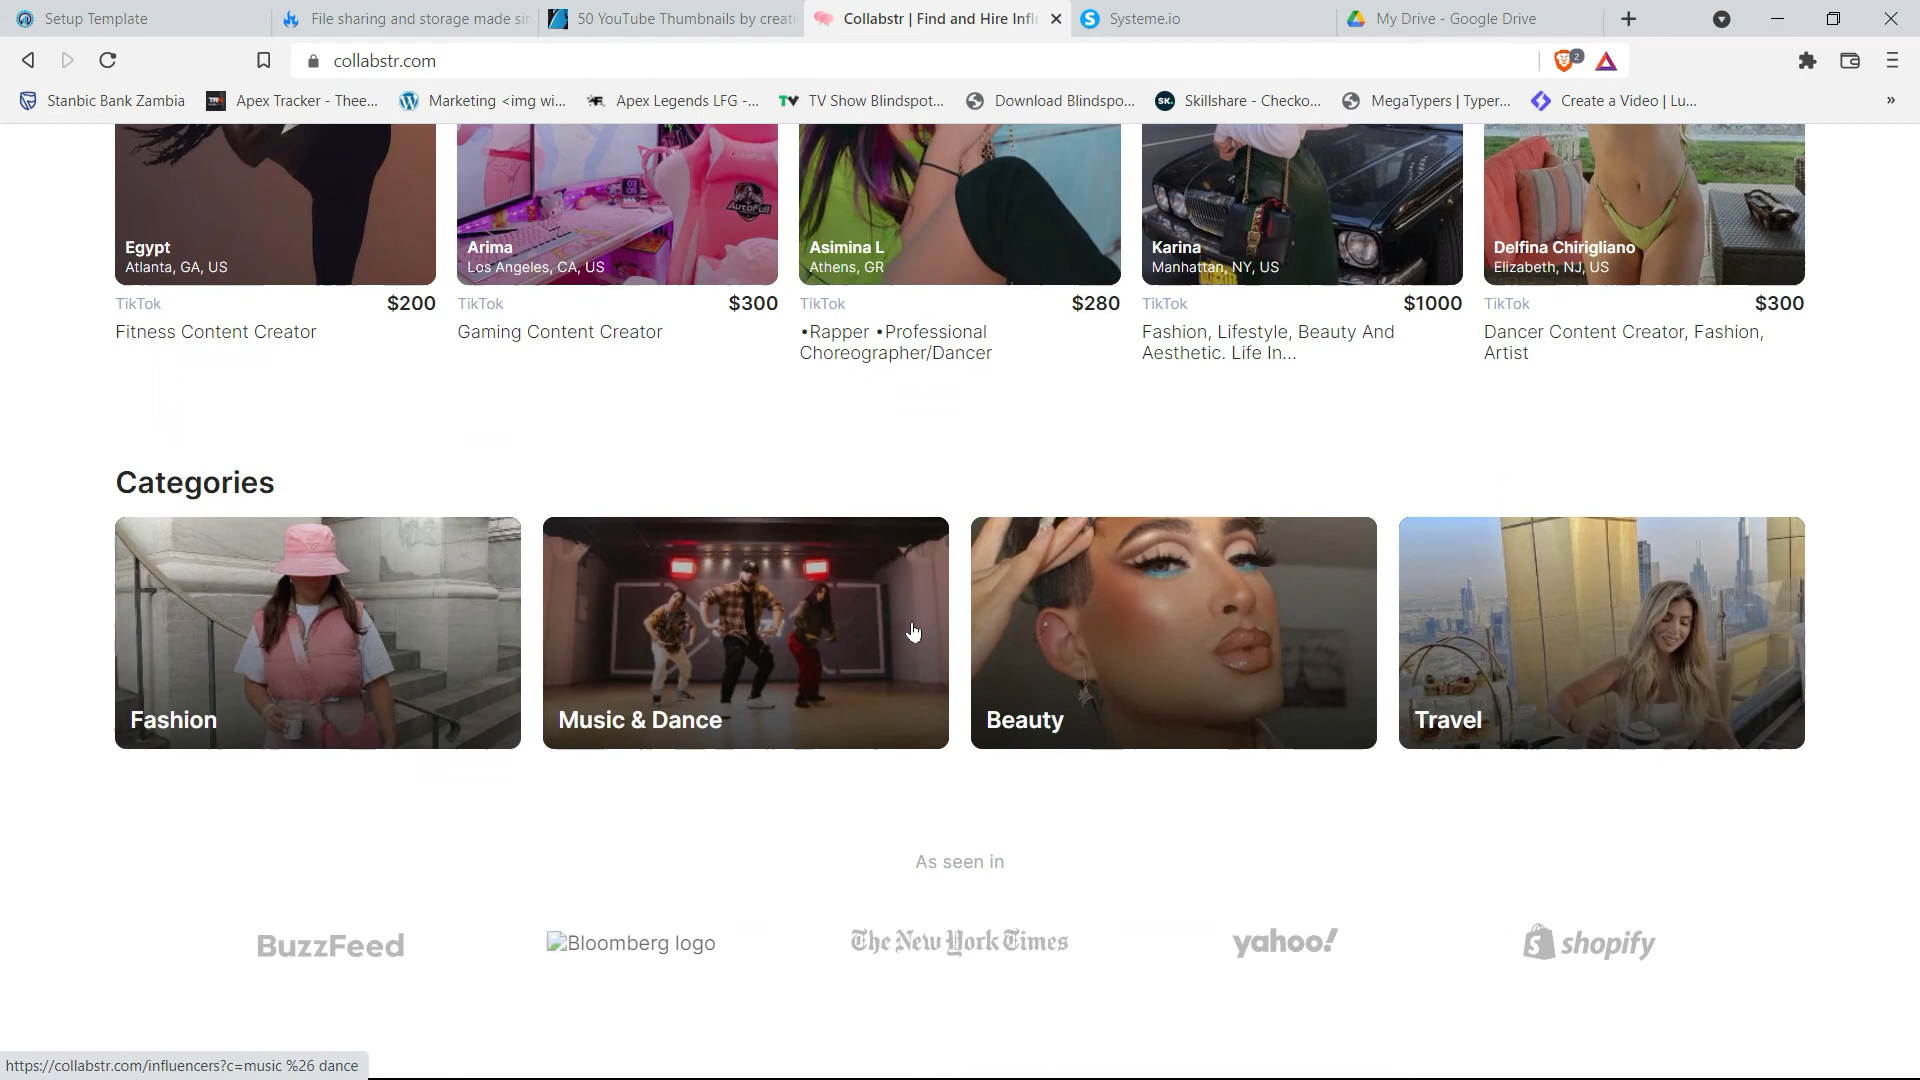 Setup Template
File sharing and storage made si
50 YouTube Thumbnails by creati
Collabstr | Find and Hire Influ
Systeme.io
My Drive - Google Drive
collabstr.com
2
Stanbic Bank Zambia
Apex Tracker - Thee...
Marketing <img wi...
Apex Legends LFG -...
TV Show Blindspot...
Download Blindspo...
SK.
Skillshare - Checko...
MegaTypers | Typer...
Create a Video | Lu...
»
Egypt
Atlanta, GA, US
TikTok
$200
Fitness Content Creator
AutoFull
Arima
Los Angeles, CA, US
TikTok
$300
Gaming Content Creator
Asimina L
Athens, GR
TikTok
$280
•Rapper •Professional
Choreographer/Dancer
Karina
Manhattan, NY, US
TikTok
$1000
Fashion, Lifestyle, Beauty And
Aesthetic. Life In...
Delfina Chirigliano
Elizabeth, NJ, US
TikTok
$300
Dancer Content Creator, Fashion,
Artist
Categories
Fashion
Music & Dance
Beauty
Travel
As seen in
BuzzFeed
Bloomberg logo
The New York Times
yahoo!
shopify
https://collabstr.com/influencers?c=music %26 dance